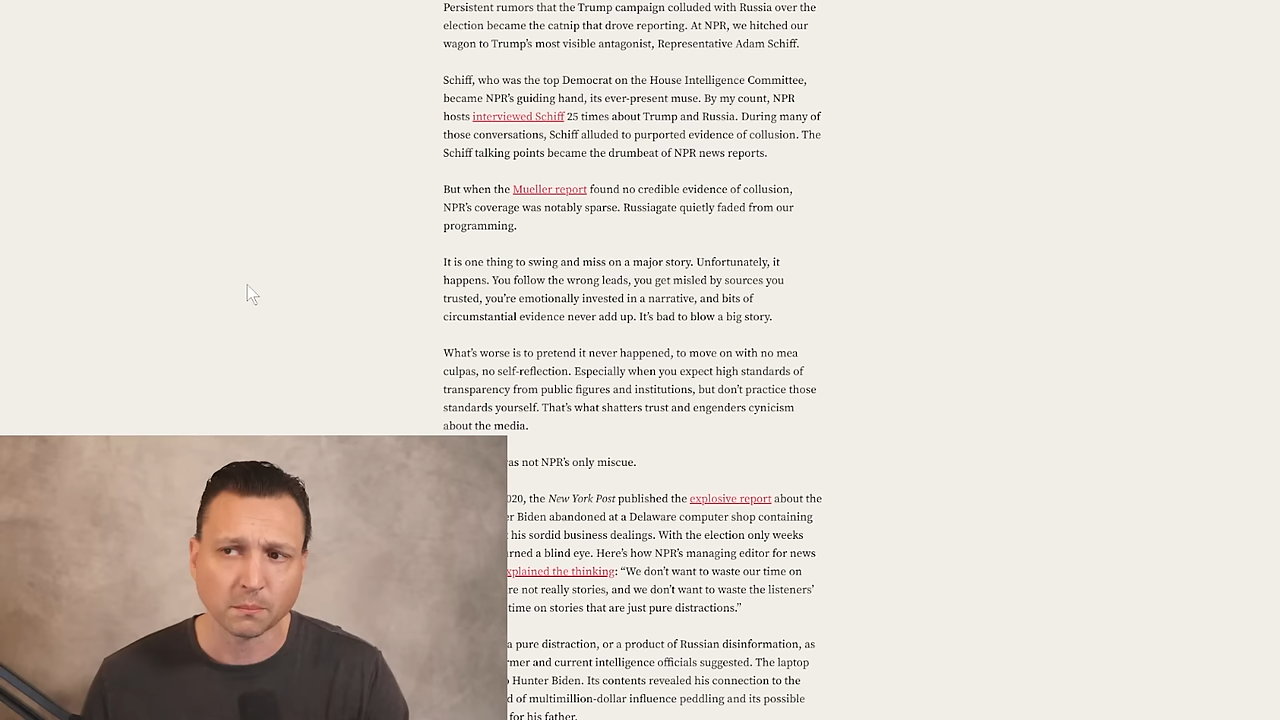 Persistent rumors that the Trump campaign colluded with Russia over the
election became the catnip that drove reporting. At NPR, we hitched our
wagon to Trump’s most visible antagonist, Representative Adam Schiff.
Schiff, who was the top Democrat on the House Intelligence Committee,
became NPR’s guiding hand, its ever-present muse. By my count, NPR
hosts interviewed Schiff 25 times about Trump and Russia. During many of
those conversations, Schiff alluded to purported evidence of collusion. The
Schiff talking points became the drumbeat of NPR news reports.
But when the Mueller report found no credible evidence of collusion,
NPR’s coverage was notably sparse. Russiagate quietly faded from our
programming.
It is one thing to swing and miss on a major story. Unfortunately, it
happens. You follow the wrong leads, you get misled by sources you
trusted, you’re emotionally invested in a narrative, and bits of
circumstantial evidence never add up. It’s bad to blow a big story.
What’s worse is to pretend it never happened, to move on with no mea
culpas, no self-reflection. Especially when you expect high standards of
transparency from public figures and institutions, but don’t practice those
standards yourself. That’s what shatters trust and engenders cynicism
about the media.
as not NPR’s only miscue.
020, the New York Post published the explosive report about the
er Biden abandoned at a Delaware computer shop containing
his sordid business dealings. With the election only weeks
urned a blind eye. Here’s how NPR’s managing editor for news
xplained the thinking: “We don’t want to waste our time on
re not really stories, and we don’t want to waste the listeners’
time on stories that are just pure distractions.”
a pure distraction, or a product of Russian disinformation, as
rmer and current intelligence officials suggested. The laptop
Hunter Biden. Its contents revealed his connection to the
d of multimillion-dollar influence peddling and its possible
for his father.